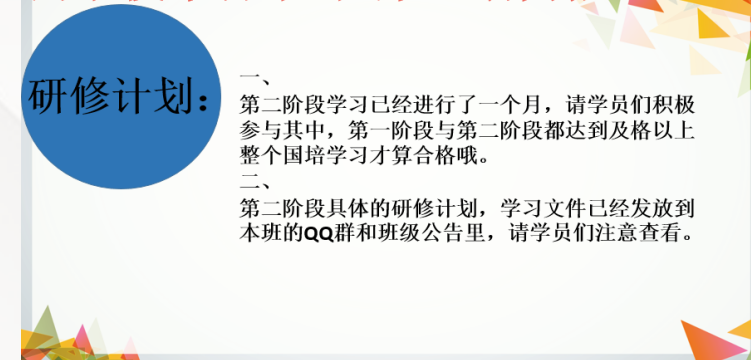 研修计划：
一、
第二阶段学习已经进行了一个月，请学员们积极
参与其中，第一阶段与第二阶段都达到及格以上
整个国培学习才算合格哦。
二、
第二阶段具体的研修计划，学习文件已经发放到
本班的QQ群和班级公告里，请学员们注意查看。